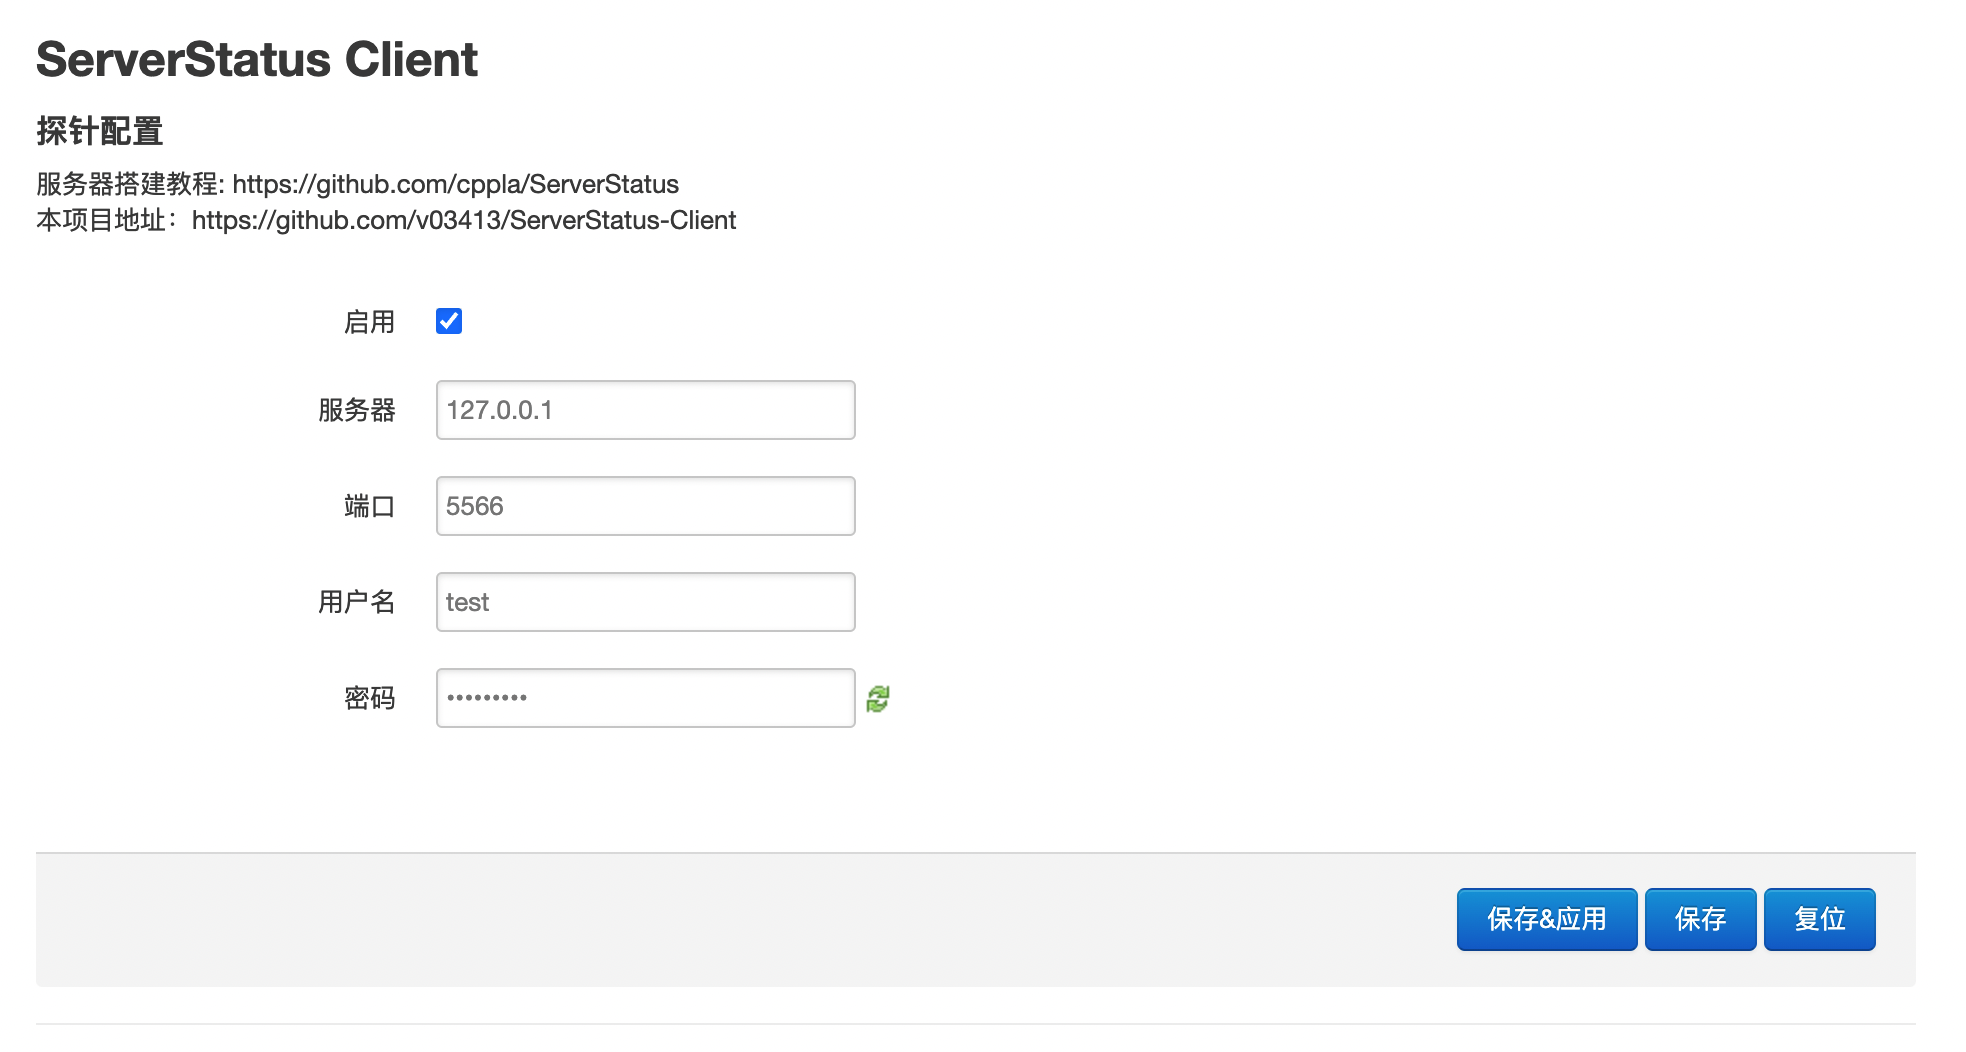 ServerStatus Client
探针配置
服务器搭建教程: https://github.com/cppla/ServerStatus
本项目地址：https://github.com/v03413/ServerStatus-Client
启用
服务器 127.0.0.1
端口 5566
用户名 test
密码 •••••••••
保存&应用 保存 复位